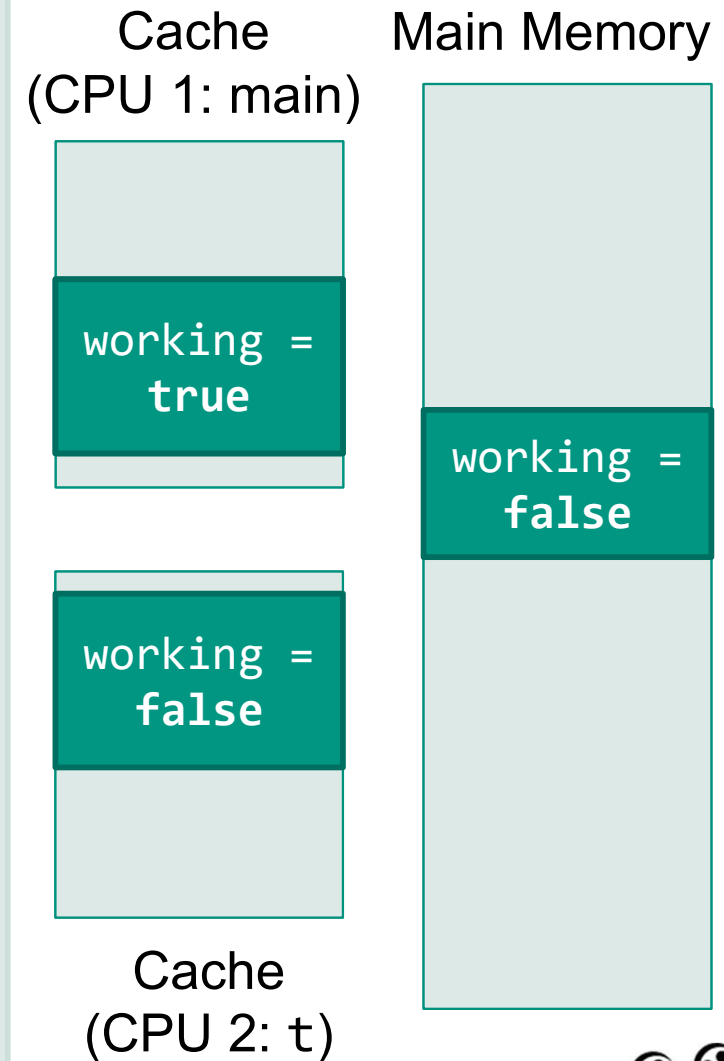 Cache
(CPU 1: main)
Main Memory
working =
true
working =
false
working =
false
Cache
(CPU 2: t)